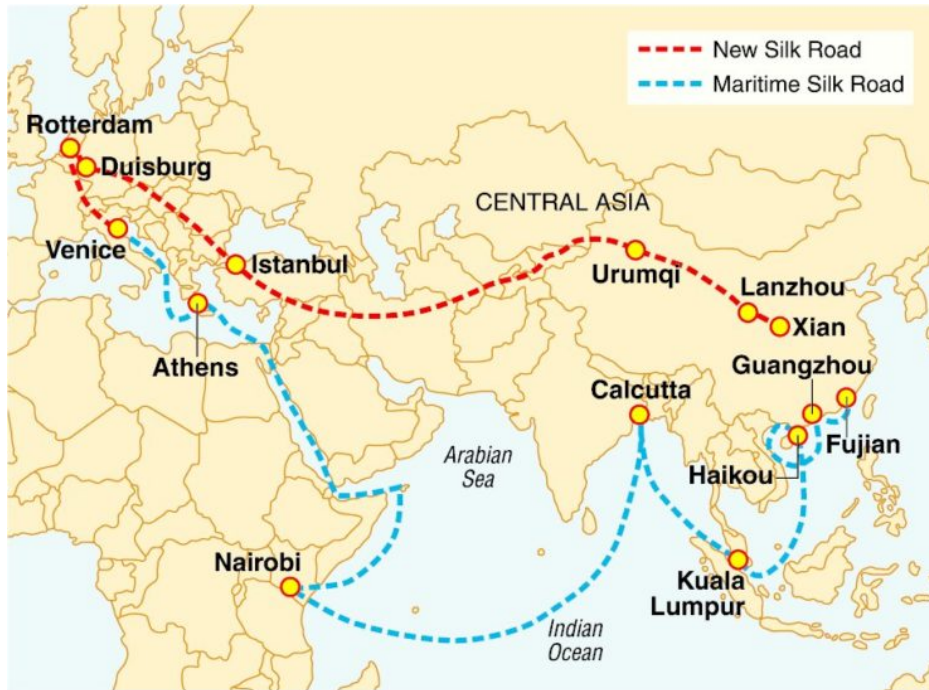 New Silk Road
Maritime Silk Road
Rotterdam
Duisburg
CENTRAL ASIA
Venice
Istanbul
Urumqi
Lanzhou
Xian
Athens
Guangzhou
Calcutta
Fujian
Arabian
Sea
Haikou
Nairobi
Kuala
Lumpur
Indian
Ocean